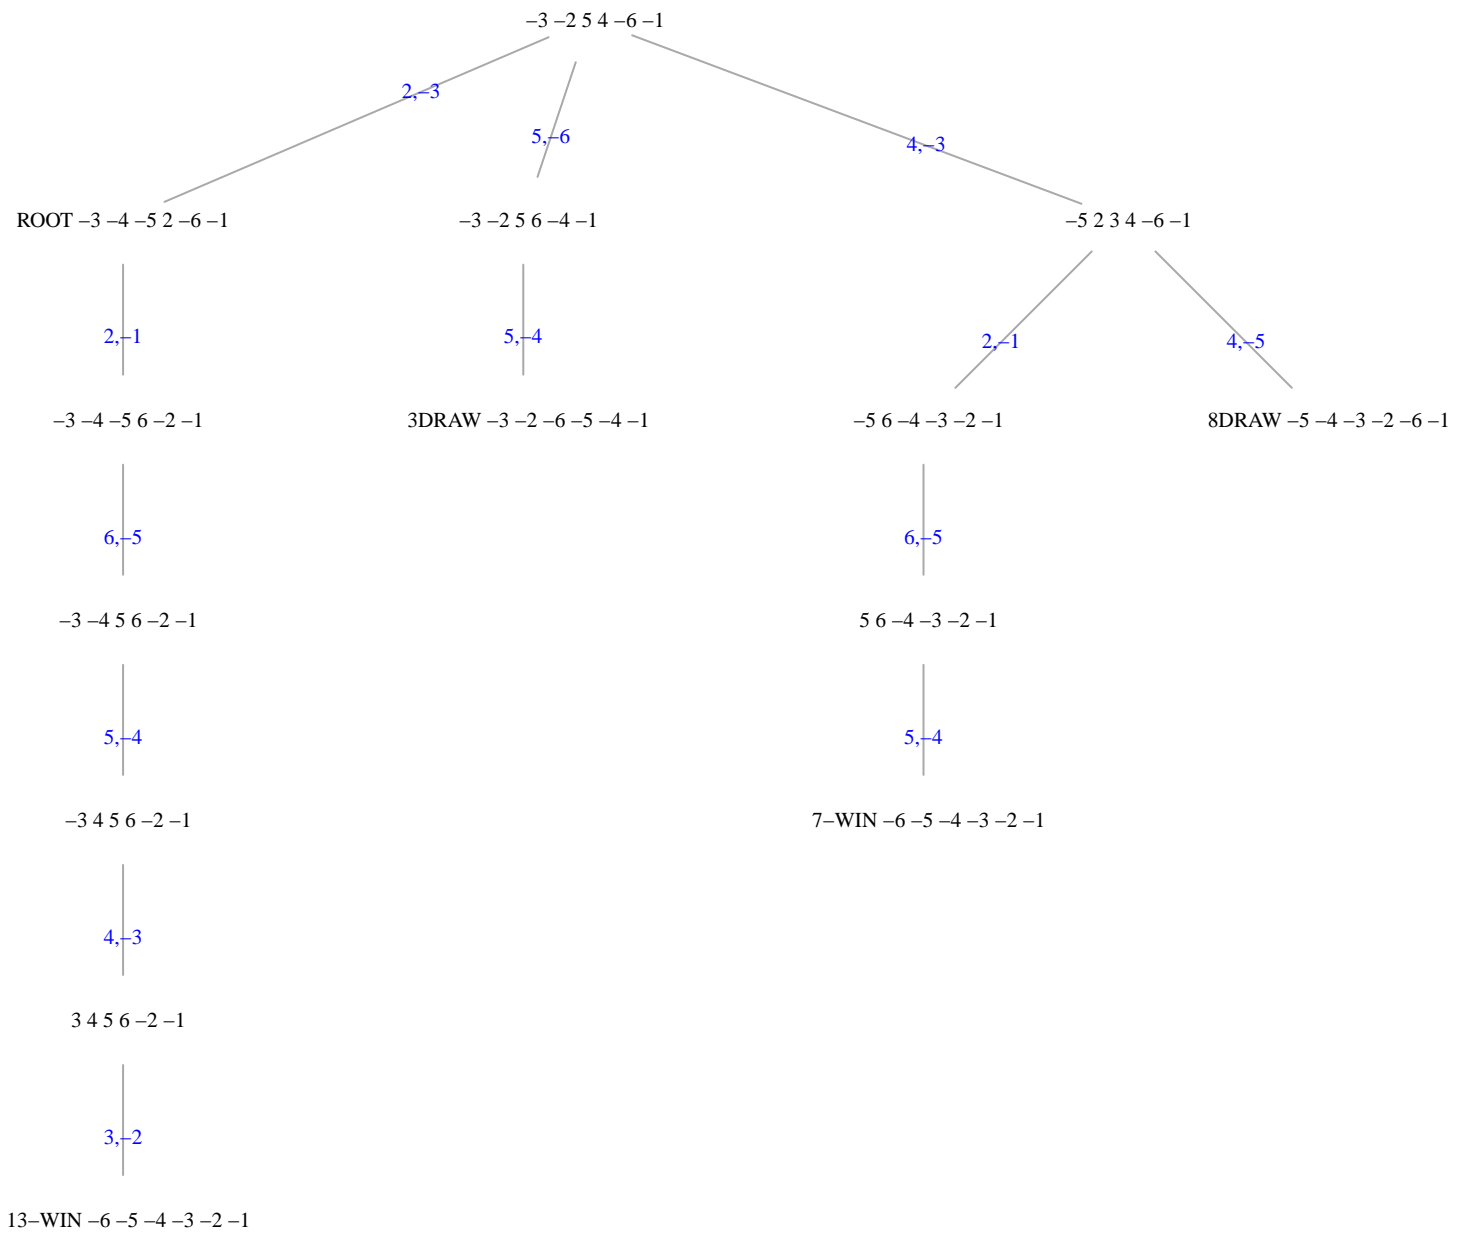 –3 –2 5 4 –6 –1
2,–3
5,–6
4,–3
ROOT –3 –4 –5 2 –6 –1
–3 –2 5 6 –4 –1
–5 2 3 4 –6 –1
2,–1
5,–4
2,–1
4,–5
–3 –4 –5 6 –2 –1
3DRAW –3 –2 –6 –5 –4 –1
–5 6 –4 –3 –2 –1
8DRAW –5 –4 –3 –2 –6 –1
6,–5
6,–5
–3 –4 5 6 –2 –1
5 6 –4 –3 –2 –1
5,–4
5,–4
–3 4 5 6 –2 –1
7–WIN –6 –5 –4 –3 –2 –1
4,–3
3 4 5 6 –2 –1
3,–2
13–WIN –6 –5 –4 –3 –2 –1